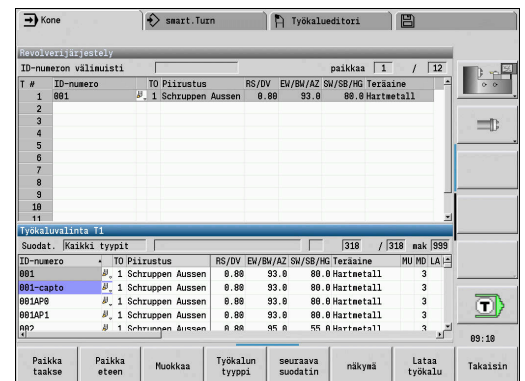 Kone smart.Turn Työkalueditori
Revolverijärjestely
ID-numeron välimuisti paikkaa 1 / 12
T # ID-numero TO Piirustus RS/DV EW/BW/AZ SW/SB/HG Teräaine
1 001 1 Schruppen Aussen 0.80 93.0 80.0 Hartmetall
2
3
4
5
6
7
8
9
10
11
Työkaluvalinta T1
Suodat. Kaikki tyypit 318 / 318 mak 999
ID-numero TO Piirustus RS/DV EW/BW/AZ SW/SB/HG Teräaine MU MD LA
001 1 Schruppen Aussen 0.80 93.0 80.0 Hartmetall 3
001-capto 1 Schruppen Aussen 0.80 93.0 80.0 Hartmetall 3
001AP0 1 Schruppen Aussen 0.80 93.0 80.0 Hartmetall 3
001AP1 1 Schruppen Aussen 0.80 93.0 80.0 Hartmetall 3
002 1 Schruppen Aussen 0.80 95.0 55.0 Hartmetall 3
T
09:10
Paikka taakse
Paikka eteen
Muokkaa
Työkalun tyyppi
seuraava suodatin
näkymä
Lataa työkalu
Takaisin